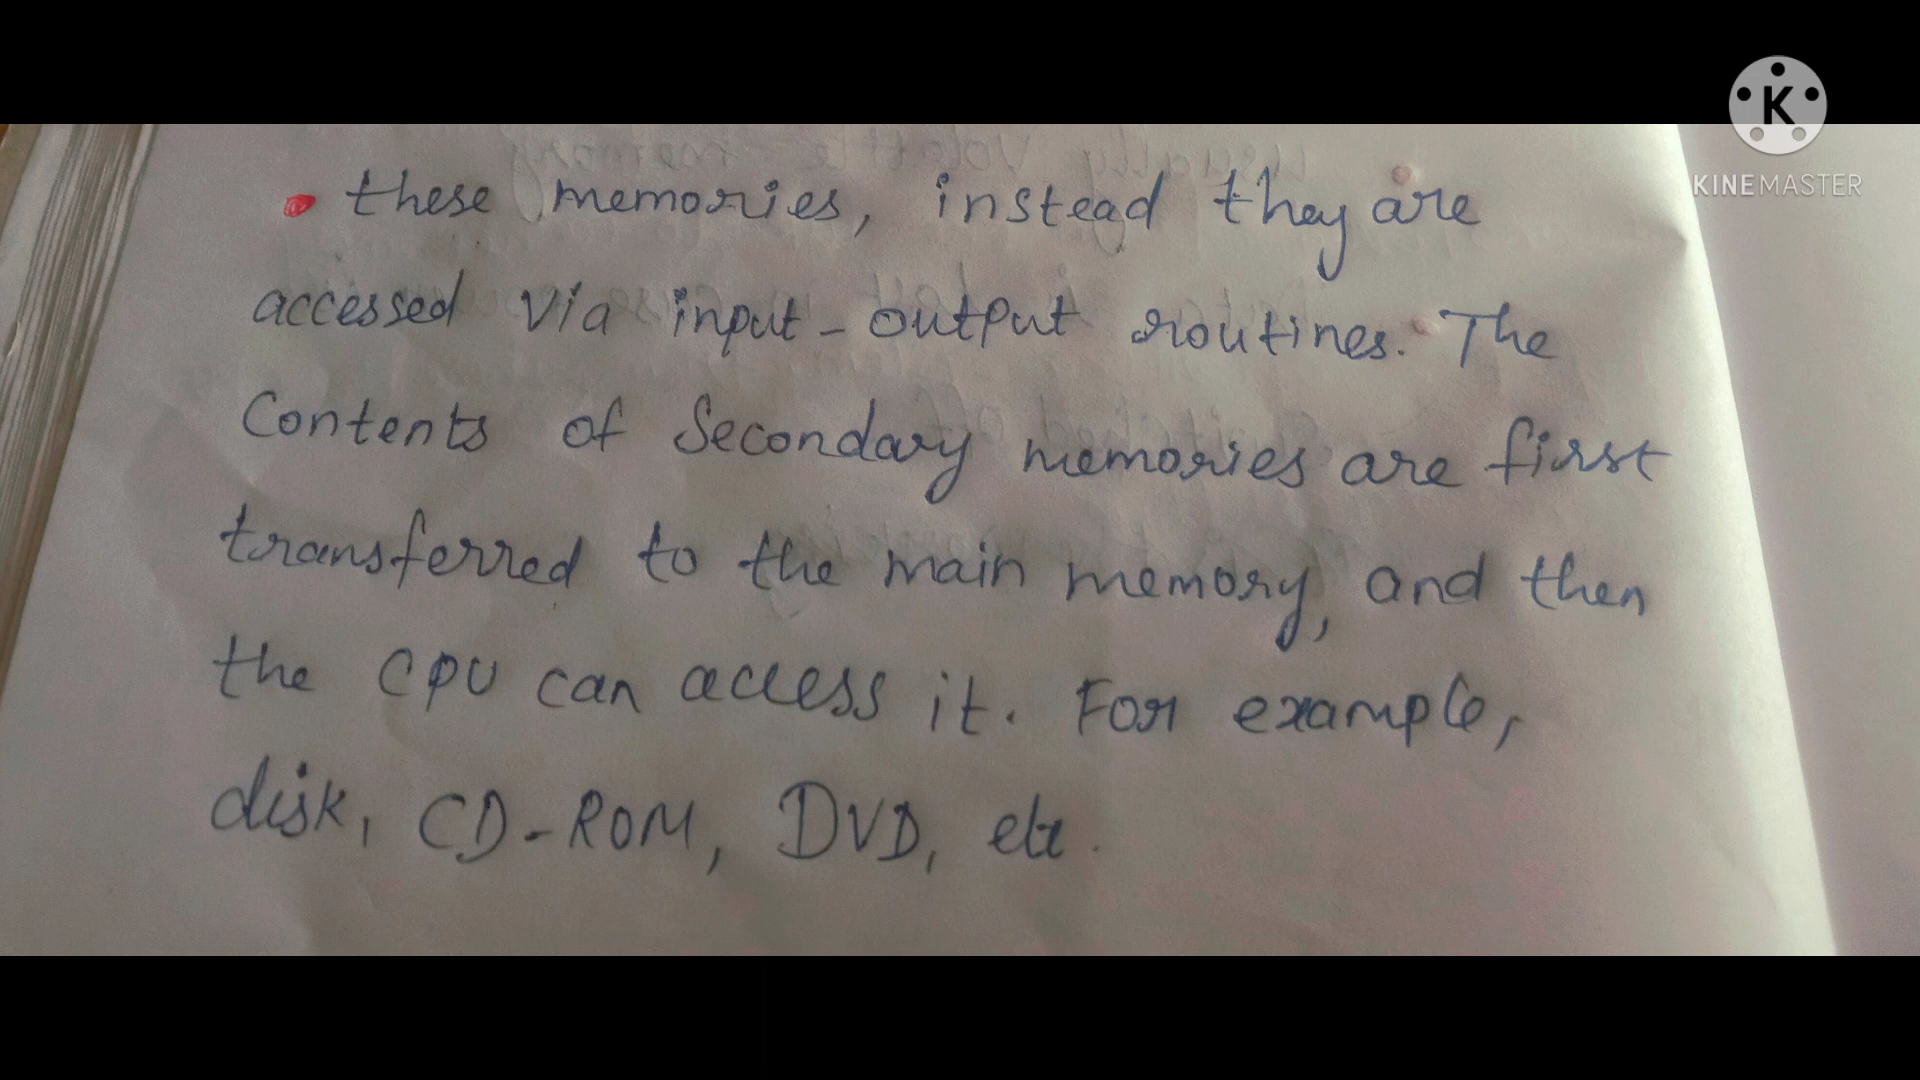 these memories, instead they are
accessed via input-output routines. The
Contents of Secondary memories are first
transferred to the main memory, and then
the CPU can access it. For example,
disk, CD-ROM, DVD, etc.
KINEMASTER